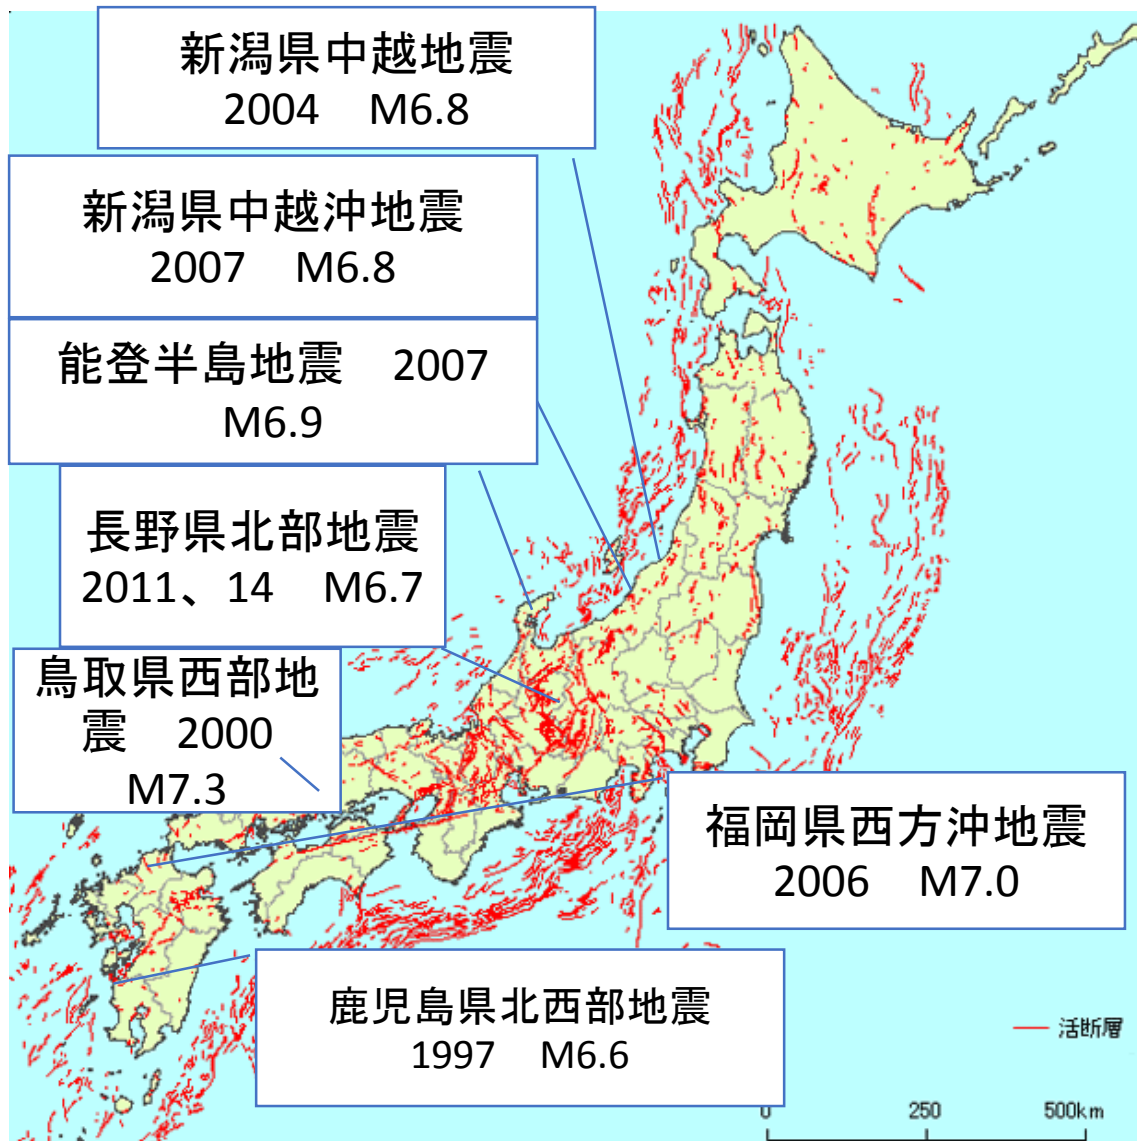 新潟県中越地震
2004　M6.8
新潟県中越沖地震
2007　M6.8
能登半島地震　2007
M6.9
長野県北部地震
2011、14　M6.7
鳥取県西部地
震　2000
M7.3
福岡県西方沖地震
2006　M7.0
鹿児島県北西部地震
1997　M6.6
活断層
0 250 500km